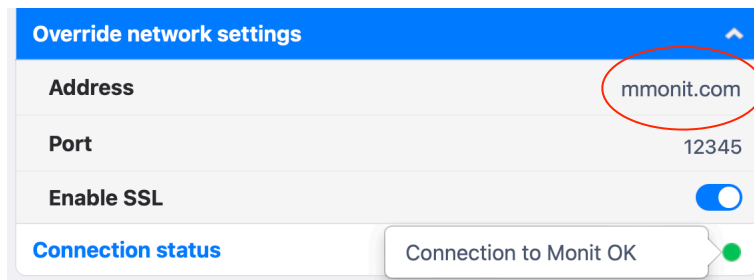 Override network settings
Address mmonit.com
Port 12345
Enable SSL
Connection status Connection to Monit OK